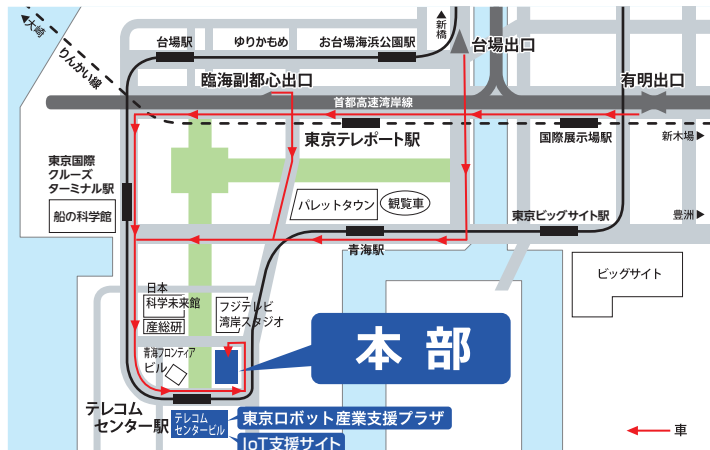 ▲大崎
りんかい線
▲新橋
台場駅
ゆりかもめ
お台場海浜公園駅
台場出口
臨海副都心出口
有明出口
首都高速湾岸線
東京テレポート駅
国際展示場駅
新木場▶
東京国際
クルーズ
ターミナル駅
船の科学館
パレットタウン
観覧車
東京ビッグサイト駅
豊洲▶
青海駅
ビッグサイト
日本
科学未来館
産総研
フジテレビ
湾岸スタジオ
青海フロンティア
ビル
本部
テレコム
センター駅
テレコム
センタービル
東京ロボット産業支援プラザ
IoT支援サイト
車